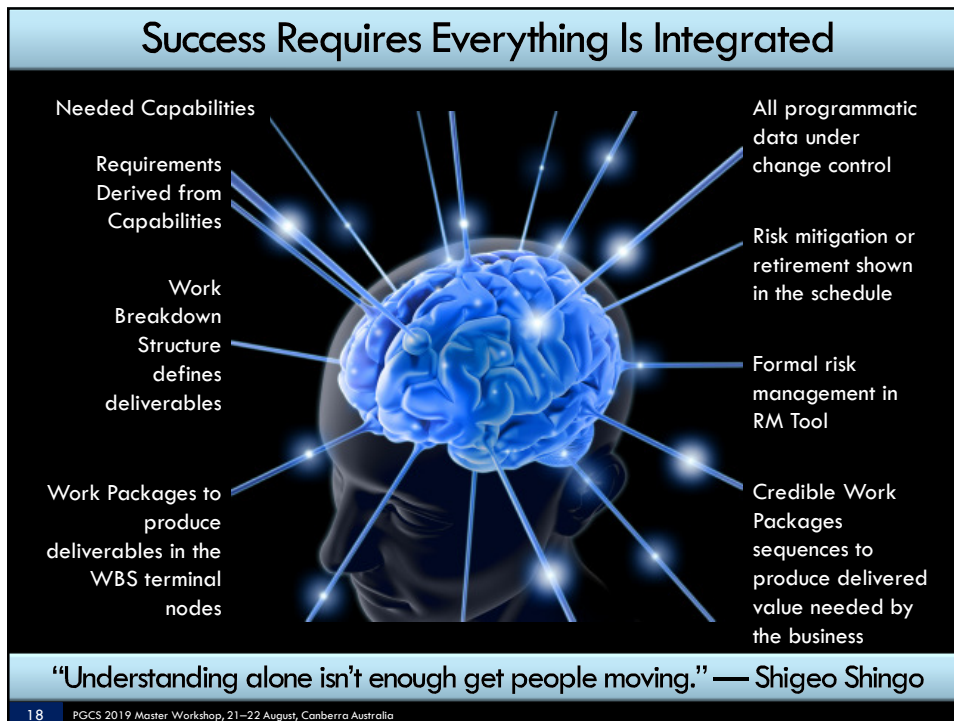 Success Requires Everything Is Integrated
Needed Capabilities
Requirements
Derived from
Capabilities
Work
Breakdown
Structure
defines
deliverables
Work Packages to
produce
deliverables in the
WBS terminal
nodes
All programmatic
data under
change control
Risk mitigation or
retirement shown
in the schedule
Formal risk
management in
RM Tool
Credible Work
Packages
sequences to
produce delivered
value needed by
the business
“Understanding alone isn’t enough get people moving.” — Shigeo Shingo
18 PGCS 2019 Master Workshop, 21–22 August, Canberra Australia